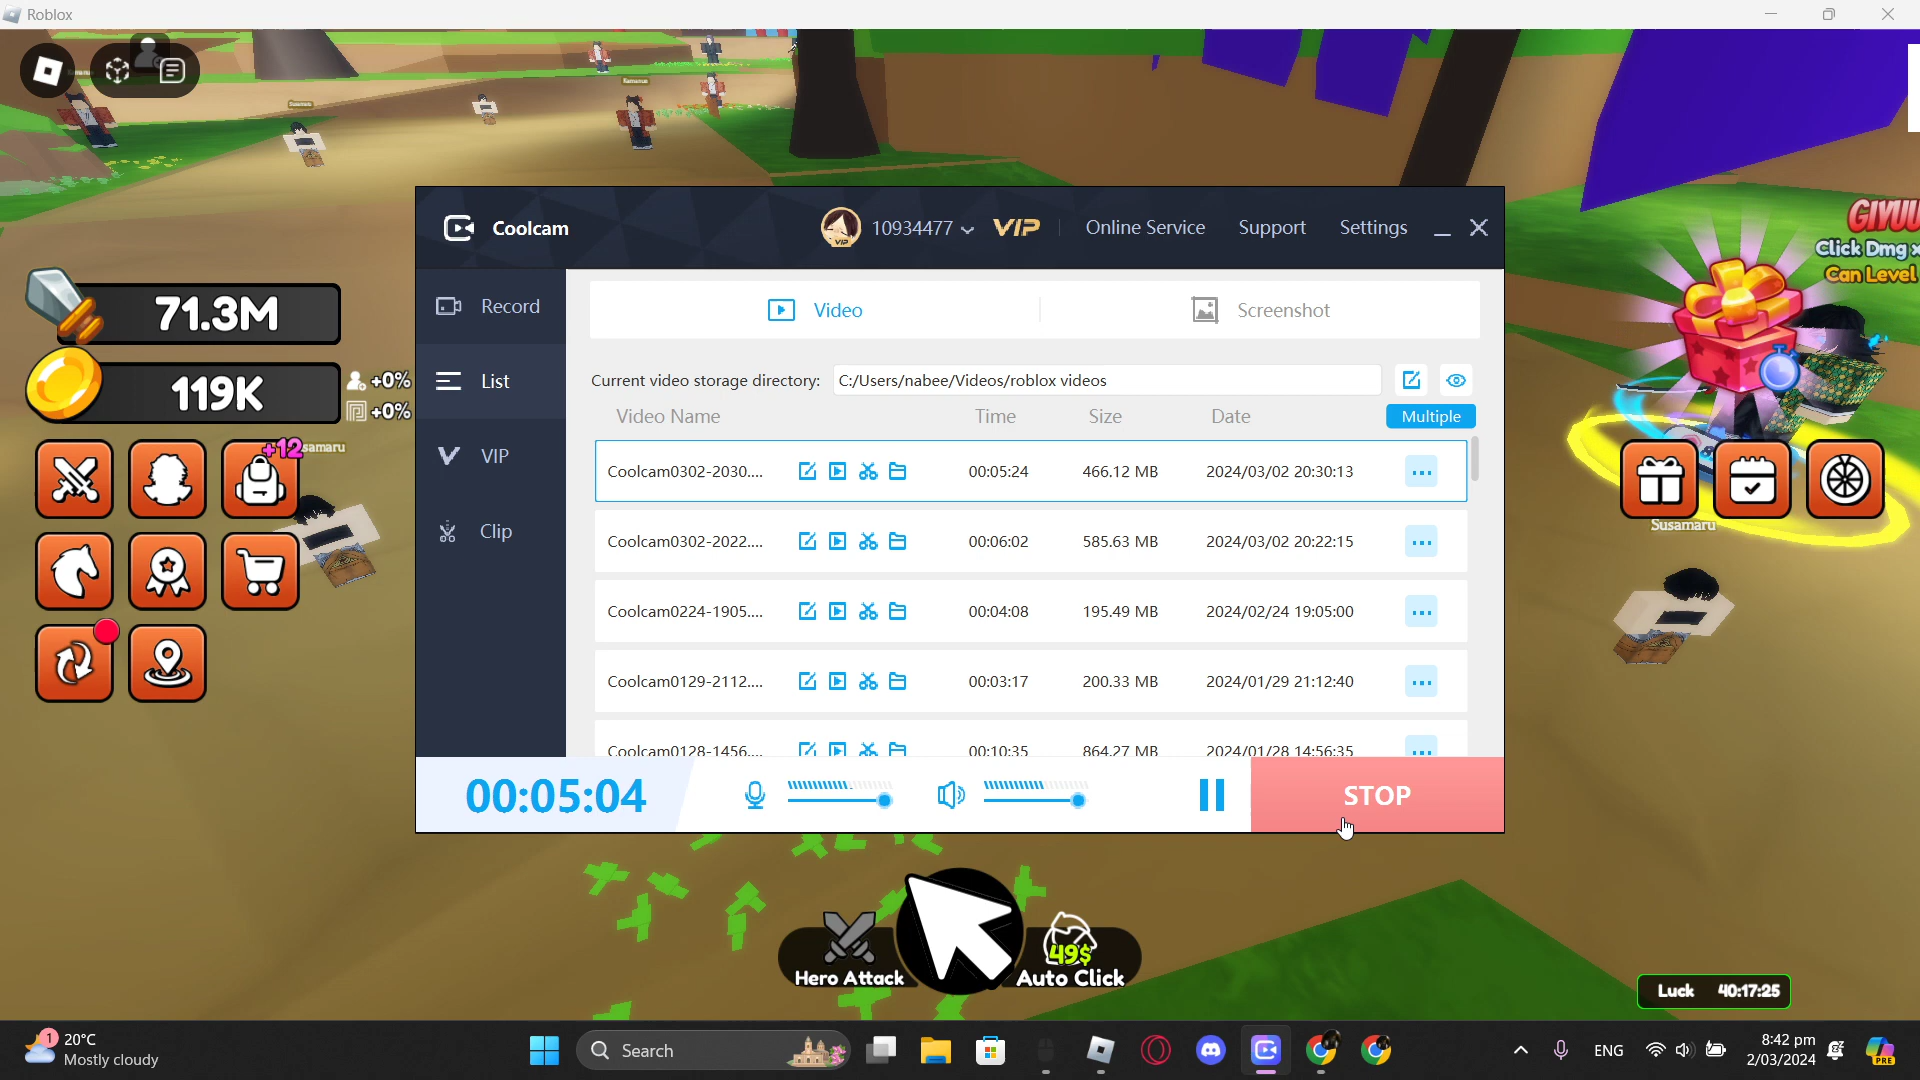 Roblox
Kamanue
Susamaru
GIYUU
Click Dmg x
Can Level
Coolcam
10934477
VIP
Online Service
Support
Settings
Record
List
VIP
Clip
Video
Screenshot
Current video storage directory:
C:/Users/nabee/Videos/roblox videos
Video Name
Time
Size
Date
Multiple
Coolcam0302-2030....
00:05:24
466.12 MB
2024/03/02 20:30:13
Coolcam0302-2022....
00:06:02
585.63 MB
2024/03/02 20:22:15
Coolcam0224-1905....
00:04:08
195.49 MB
2024/02/24 19:05:00
Coolcam0129-2112....
00:03:17
200.33 MB
2024/01/29 21:12:40
Coolcam0128-1456....
00:10:35
864.27 MB
2024/01/28 14:56:35
00:05:04
STOP
71.3M
119K
+0%
+0%
+12
samaru
Susamaru
Hero Attack
49$
Auto Click
Luck 40:17:25
1
20°C
Mostly cloudy
Search
ENG
8:42 pm
2/03/2024
PRE